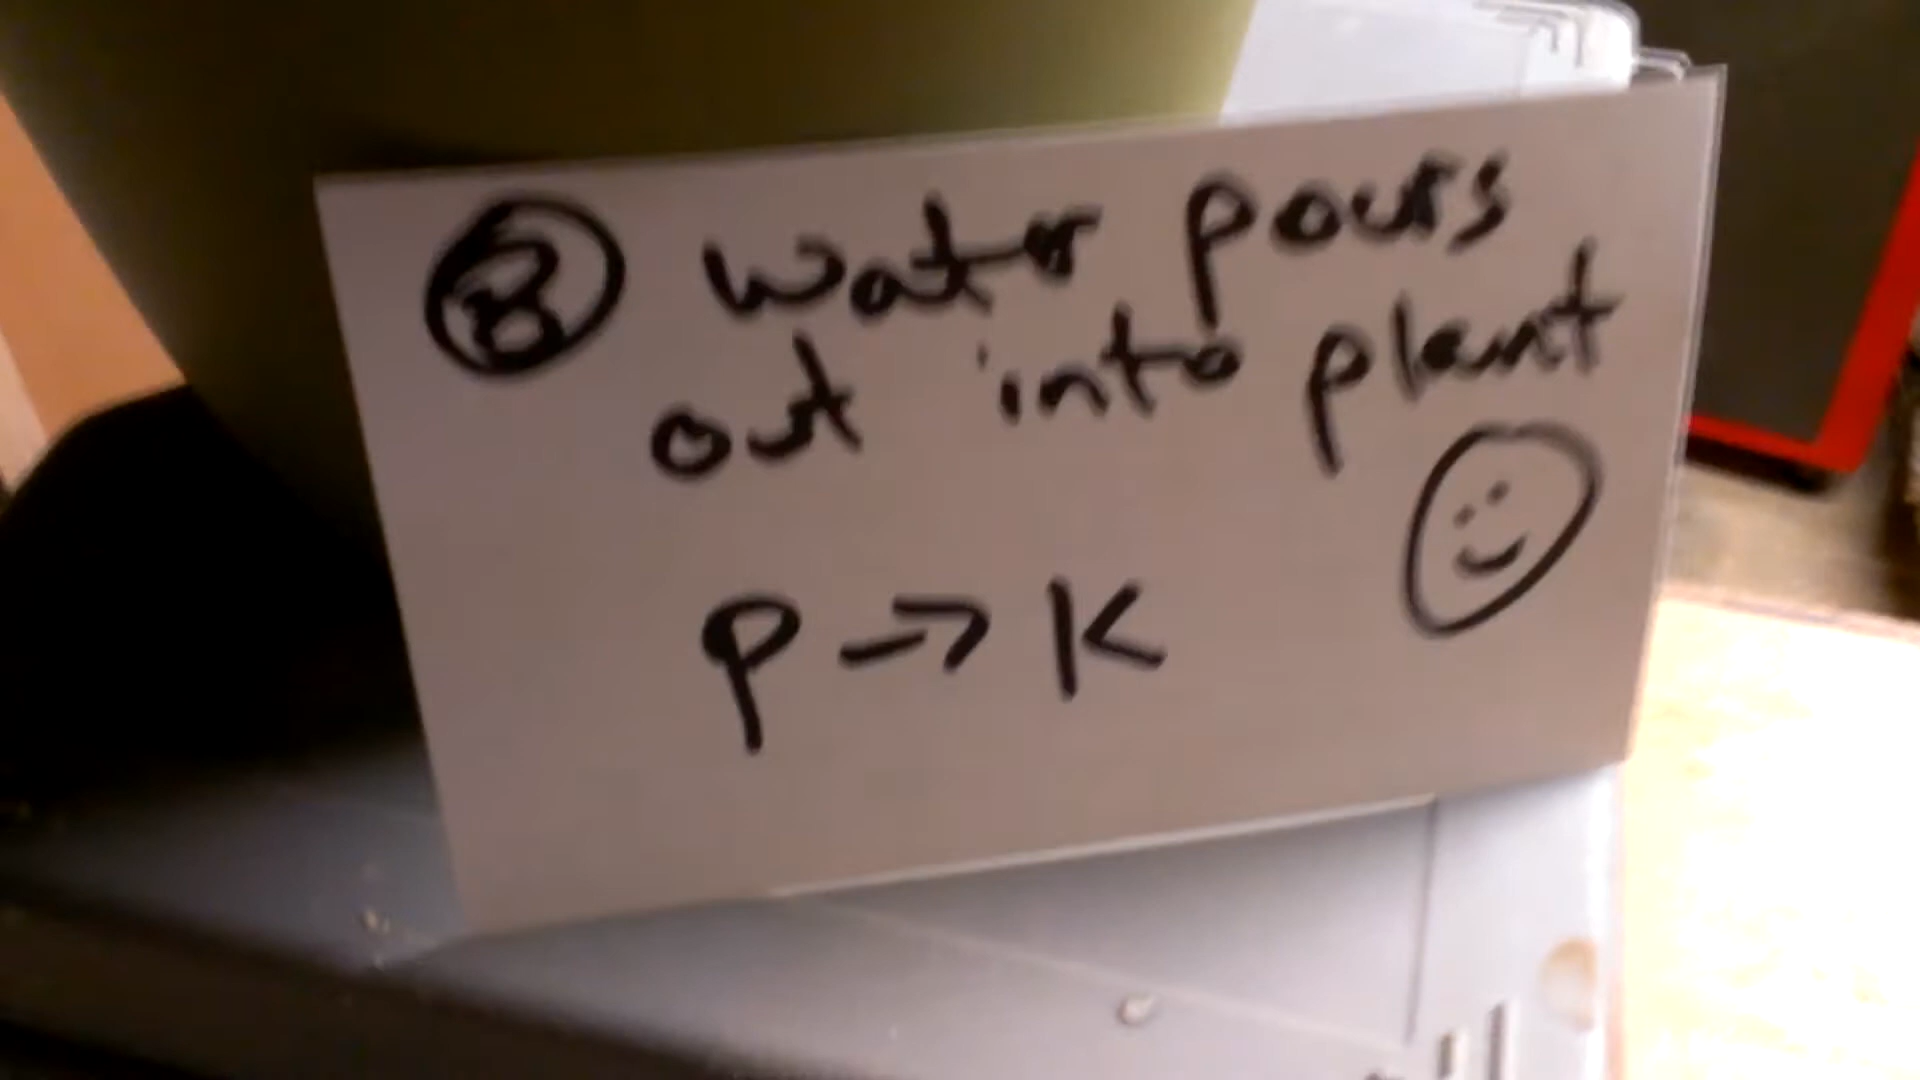 8 water pours
out into plant
P → K